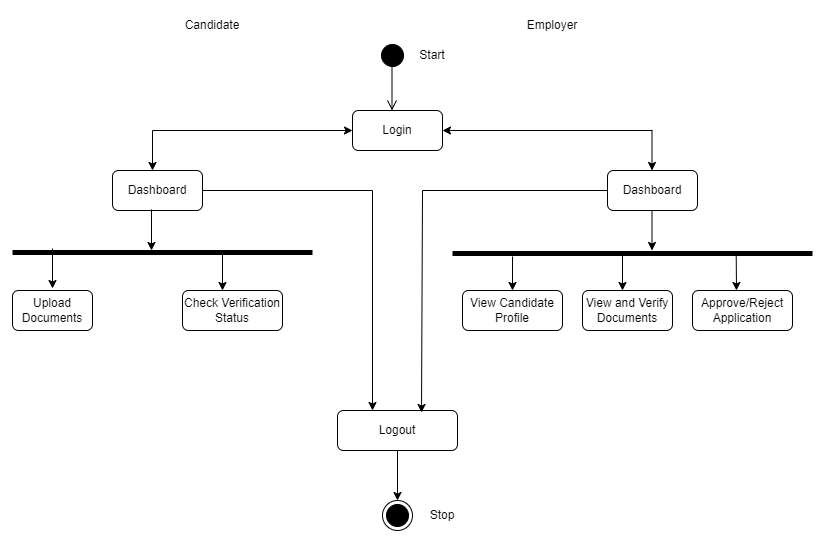 Candidate
Employer
Start
Login
Dashboard
Dashboard
Upload
Documents
Check Verification
Status
View Candidate
Profile
View and Verify
Documents
Approve/Reject
Application
Logout
Stop